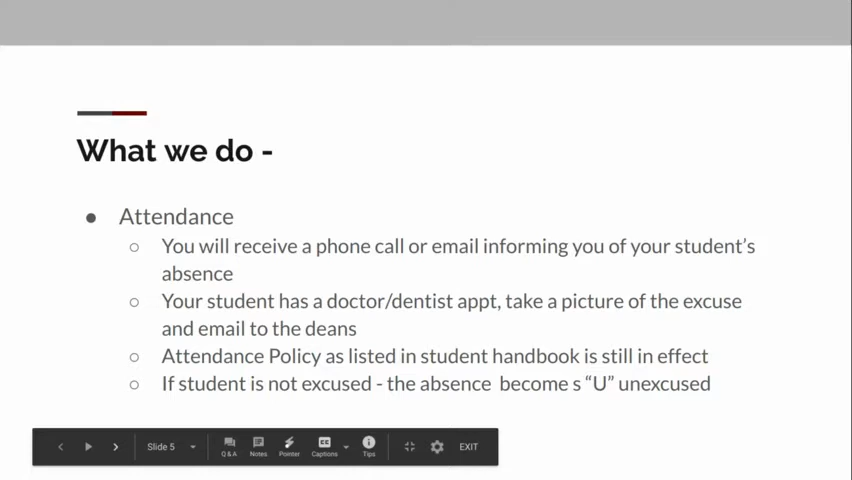 What we do -
● Attendance
○ You will receive a phone call or email informing you of your student's
absence
○ Your student has a doctor/dentist appt, take a picture of the excuse
and email to the deans
○ Attendance Policy as listed in student handbook is still in effect
○ If student is not excused - the absence become s “U” unexcused
Slide 5
Q & A Notes Pointer Captions Tips EXIT